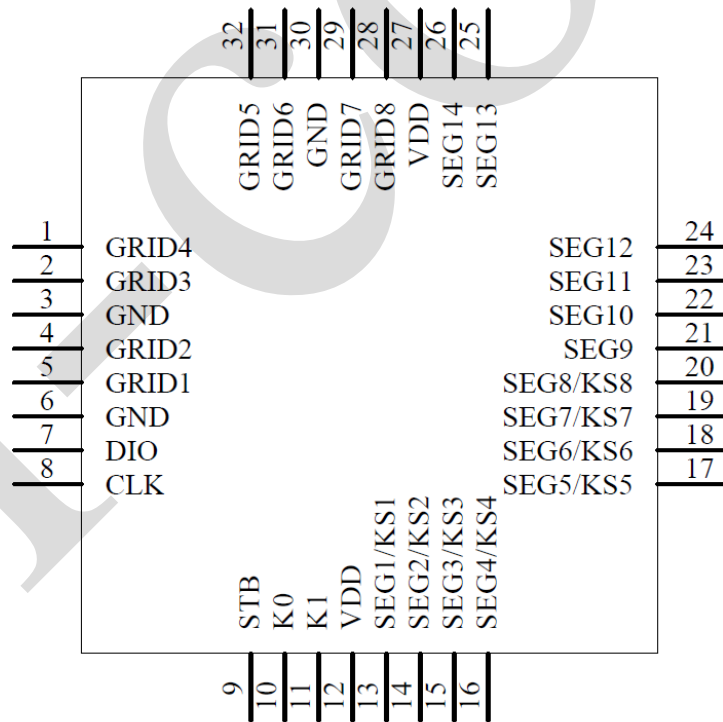 32 31 30 29 28 27 26 25
GRID5 GRID6 GND GRID7 GRID8 VDD SEG14 SEG13
1 GRID4
2 GRID3
3 GND
4 GRID2
5 GRID1
6 GND
7 DIO
8 CLK
SEG12 24
SEG11 23
SEG10 22
SEG9 21
SEG8/KS8 20
SEG7/KS7 19
SEG6/KS6 18
SEG5/KS5 17
STB K0 K1 VDD SEG1/KS1 SEG2/KS2 SEG3/KS3 SEG4/KS4
9 10 11 12 13 14 15 16